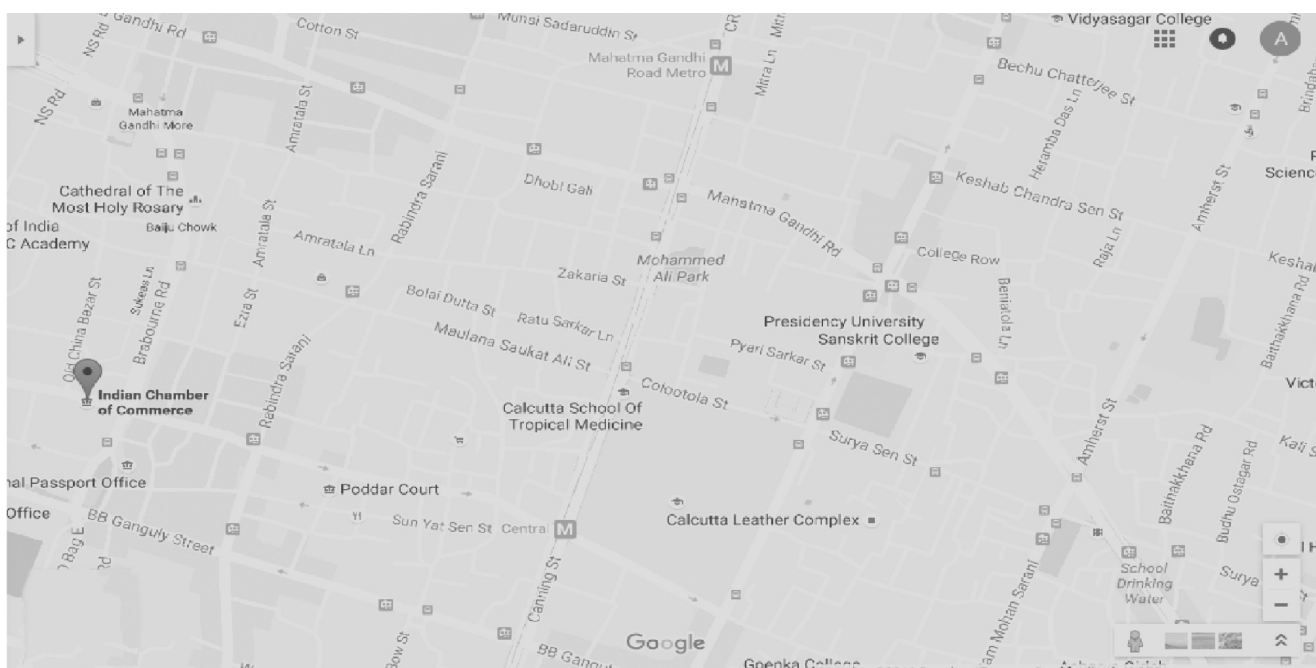 Gandhi Rd
Cotton St
Munsi Sadaruddin St
Vidyasagar College
A
NS Rd
Mahatma Gandhi
Road Metro
M
Mitra Ln
Bechu Chatterjee St
NS Rd
Mahatma
Gandhi More
Amratala St
Heramba Das Ln
Cathedral of The
Most Holy Rosary
Dhobi Gali
Rabindra Sarani
Mahatma Gandhi Rd
Keshab Chandra Sen St
Amherst St
of India
C Academy
Baiju Chowk
Amratala St
Amratala Ln
Mohammed
Ali Park
College Row
Raja Ln
Zakaria St
Beniatola Ln
Baithakkhana Rd
Old China Bazar St
Sukeas Ln
Brabourne Rd
Ezra St
Bolai Dutta St
Ratu Sarkar Ln
Maulana Saukat Ali St
Presidency University
Sanskrit College
Pyari Sarkar St
Indian Chamber
of Commerce
Rabindra Sarani
Colootola St
Calcutta School Of
Tropical Medicine
Surya Sen St
Amherst St
Baitnakkhana Rd
Budhu Ostagar Rd
nal Passport Office
Poddar Court
Office
BB Ganguly Street
Sun Yat Sen St
Central
M
Calcutta Leather Complex
School
Drinking
Water
Surya
Canning St
am Mohan Sarani
Google
BB Ganguly
Goenka College